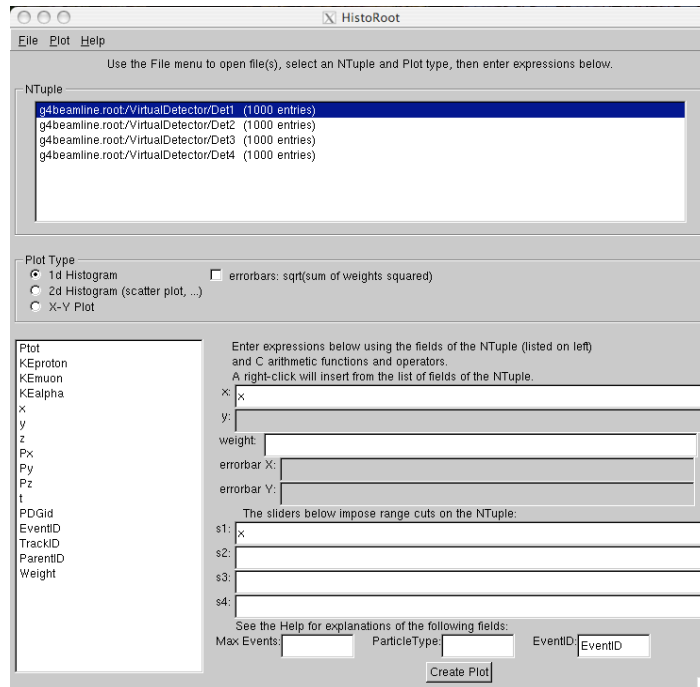 HistoRoot
File Plot Help
Use the File menu to open file(s), select an NTuple and Plot type, then enter expressions below.
NTuple
g4beamline.root:/VirtualDetector/Det1 (1000 entries)
g4beamline.root:/VirtualDetector/Det2 (1000 entries)
g4beamline.root:/VirtualDetector/Det3 (1000 entries)
g4beamline.root:/VirtualDetector/Det4 (1000 entries)
Plot Type
1d Histogram
errorbars: sqrt(sum of weights squared)
2d Histogram (scatter plot, ...)
X-Y Plot
Ptot
KEproton
KEmuon
KEalpha
x
y
z
Px
Py
Pz
t
PDGid
EventID
TrackID
ParentID
Weight
Enter expressions below using the fields of the NTuple (listed on left)
and C arithmetic functions and operators.
A right-click will insert from the list of fields of the NTuple.
x: x
y:
weight:
errorbar X:
errorbar Y:
The sliders below impose range cuts on the NTuple:
s1: x
s2:
s3:
s4:
See the Help for explanations of the following fields:
Max Events: ParticleType: EventID: EventID
Create Plot